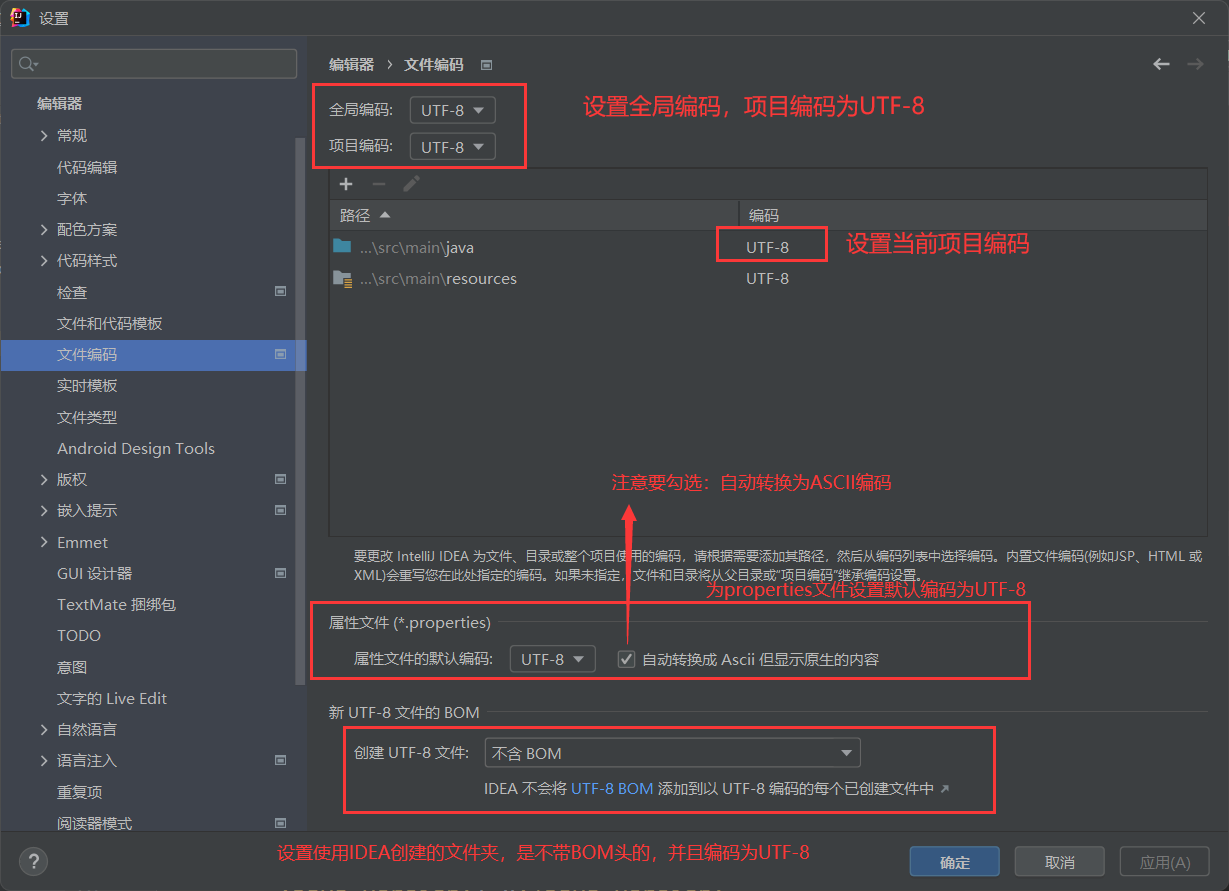 设置
编辑器 › 文件编码
编辑器
常规
代码编辑
字体
配色方案
代码样式
检查
文件和代码模板
文件编码
实时模板
文件类型
Android Design Tools
版权
嵌入提示
Emmet
GUI 设计器
TextMate 捆绑包
TODO
意图
文字的 Live Edit
自然语言
语言注入
重复项
阅读器模式
全局编码: UTF-8
设置全局编码，项目编码为UTF-8
项目编码: UTF-8
路径 编码
...\src\main\java UTF-8
设置当前项目编码
...\src\main\resources UTF-8
注意要勾选：自动转换为ASCII编码
要更改 IntelliJ IDEA 为文件、目录或整个项目使用的编码，请根据需要添加其路径，然后从编码列表中选择编码。内置文件编码(例如JSP、HTML 或
XML)会重写您在此处指定的编码。如果未指定，文件和目录将从父目录或"项目编码"继承编码设置。
为properties文件设置默认编码为UTF-8
属性文件 (*.properties)
属性文件的默认编码: UTF-8 自动转换成 Ascii 但显示原生的内容
新 UTF-8 文件的 BOM
创建 UTF-8 文件: 不含 BOM
IDEA 不会将 UTF-8 BOM 添加到以 UTF-8 编码的每个已创建文件中
设置使用IDEA创建的文件夹，是不带BOM头的，并且编码为UTF-8
? 确定 取消 应用(A)